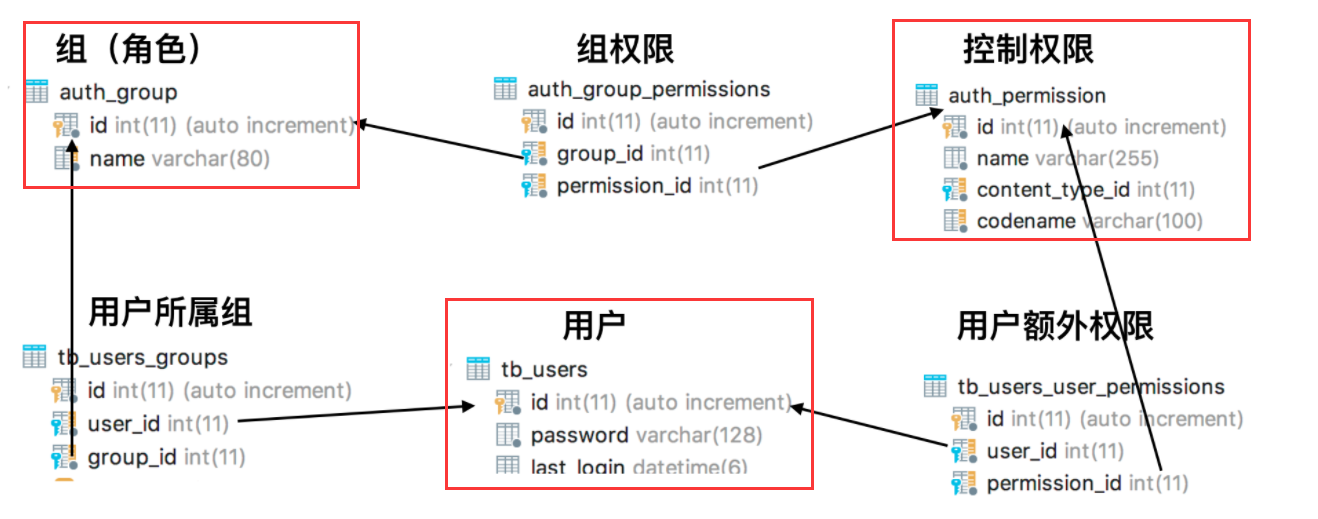 组（角色）
auth_group
id int(11) (auto increment)
name varchar(80)
组权限
auth_group_permissions
id int(11) (auto increment)
group_id int(11)
permission_id int(11)
控制权限
auth_permission
id int(11) (auto increment)
name varchar(255)
content_type_id int(11)
codename varchar(100)
用户所属组
tb_users_groups
id int(11) (auto increment)
user_id int(11)
group_id int(11)
用户
tb_users
id int(11) (auto increment)
password varchar(128)
last_login datetime(6)
用户额外权限
tb_users_user_permissions
id int(11) (auto increment)
user_id int(11)
permission_id int(11)